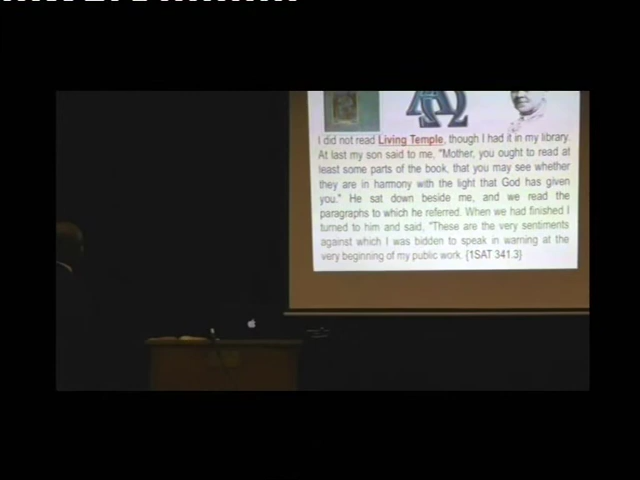 I did not read Living Temple, though I had it in my library.
At last my son said to me, "Mother, you ought to read at
least some parts of the book, that you may see whether
they are in harmony with the light that God has given
you." He sat down beside me, and we read the
paragraphs to which he referred. When we had finished I
turned to him and said, "These are the very sentiments
against which I was bidden to speak in warning at the
very beginning of my public work. {1SAT 341.3}